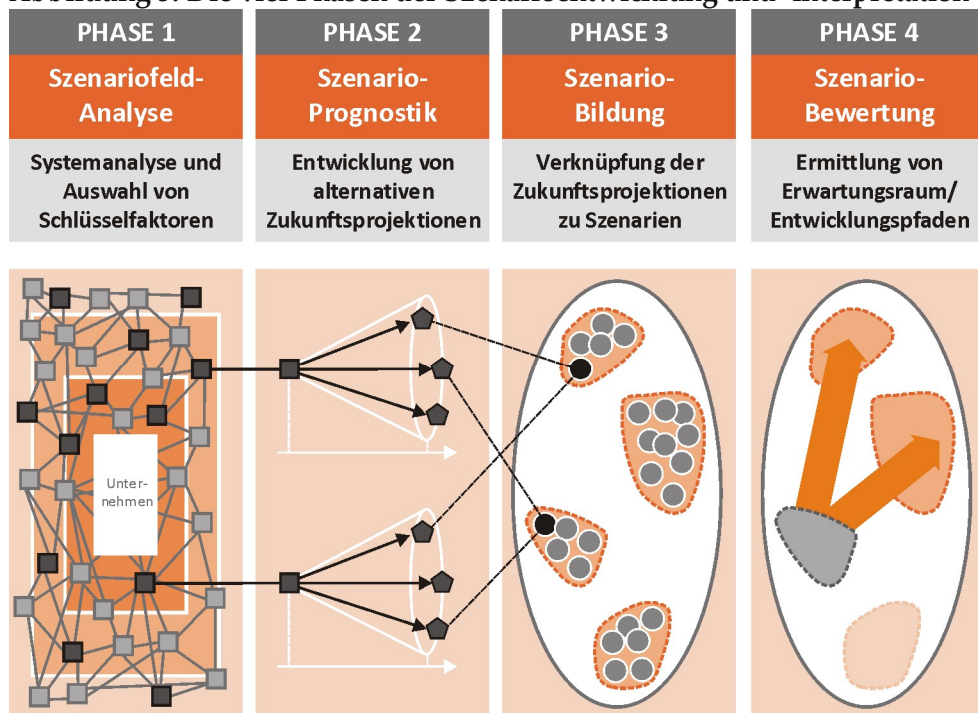 PHASE 1
Szenariofeld-
Analyse
Systemanalyse und
Auswahl von
Schlüsselfaktoren
PHASE 2
Szenario-
Prognostik
Entwicklung von
alternativen
Zukunftsprojektionen
PHASE 3
Szenario-
Bildung
Verknüpfung der
Zukunftsprojektionen
zu Szenarien
PHASE 4
Szenario-
Bewertung
Ermittlung von
Erwartungsraum/
Entwicklungspfaden
Unter-
nehmen